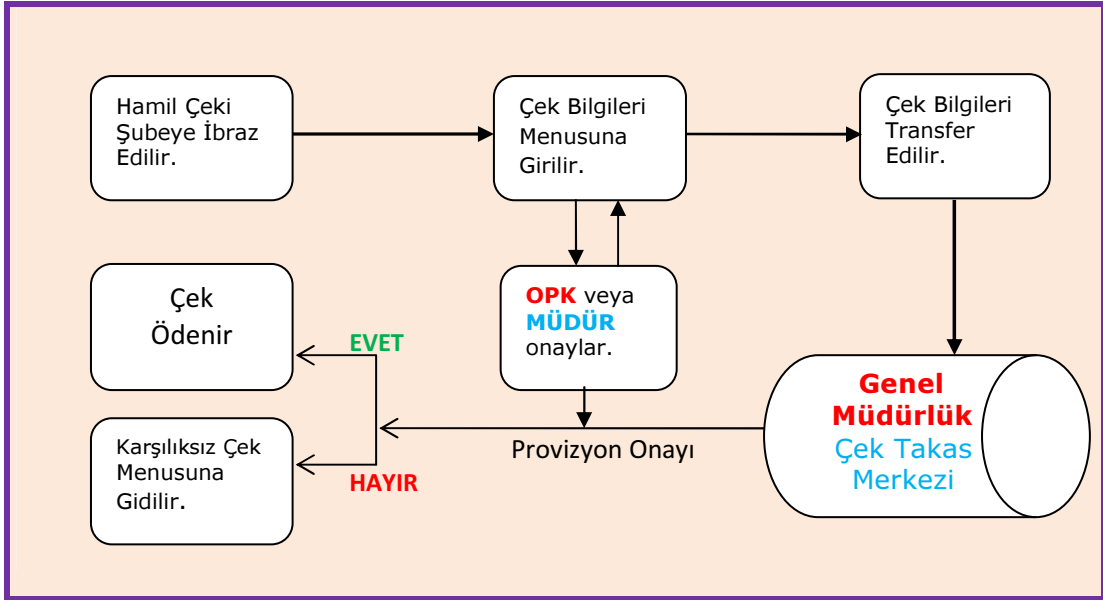 Hamil Çeki
Şubeye İbraz
Edilir.
Çek Bilgileri
Menusuna
Girilir.
Çek Bilgileri
Transfer
Edilir.
OPK veya
MÜDÜR
onaylar.
Genel
Müdürlük
Çek Takas
Merkezi
Provizyon Onayı
EVET
Çek
Ödenir
HAYIR
Karşılıksız Çek
Menusuna
Gidilir.